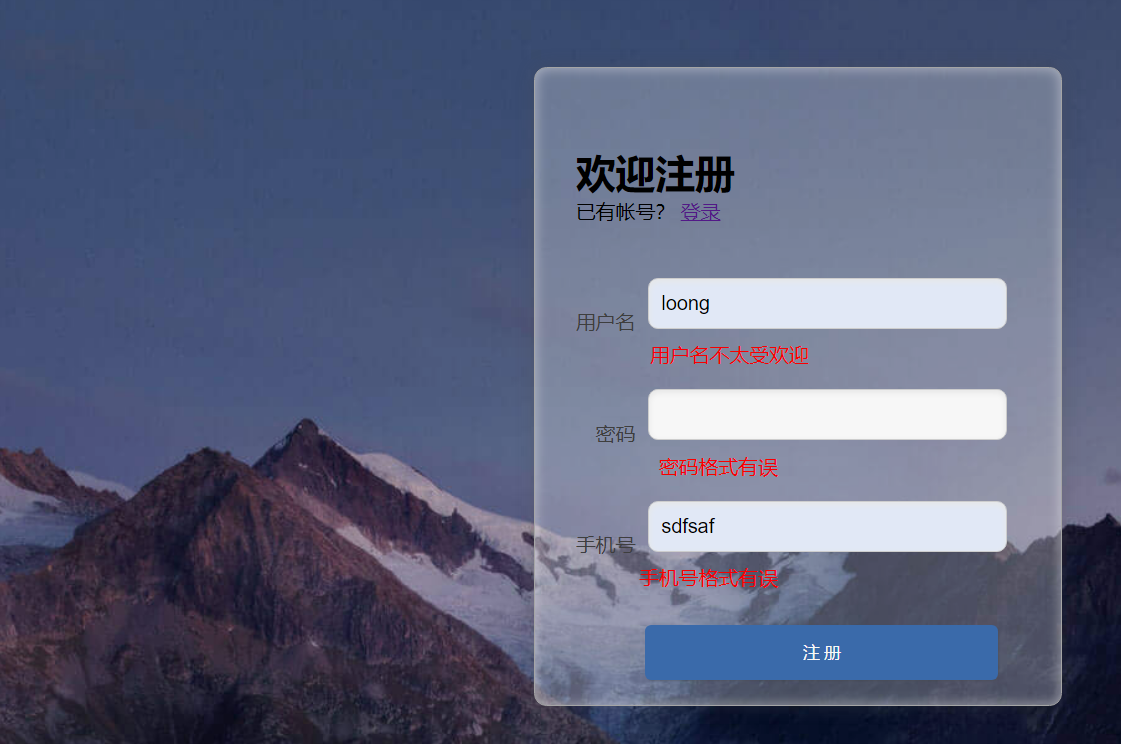 欢迎注册
已有帐号？ 登录
用户名 loong
用户名不太受欢迎
密码
密码格式有误
手机号 sdfsaf
手机号格式有误
注册